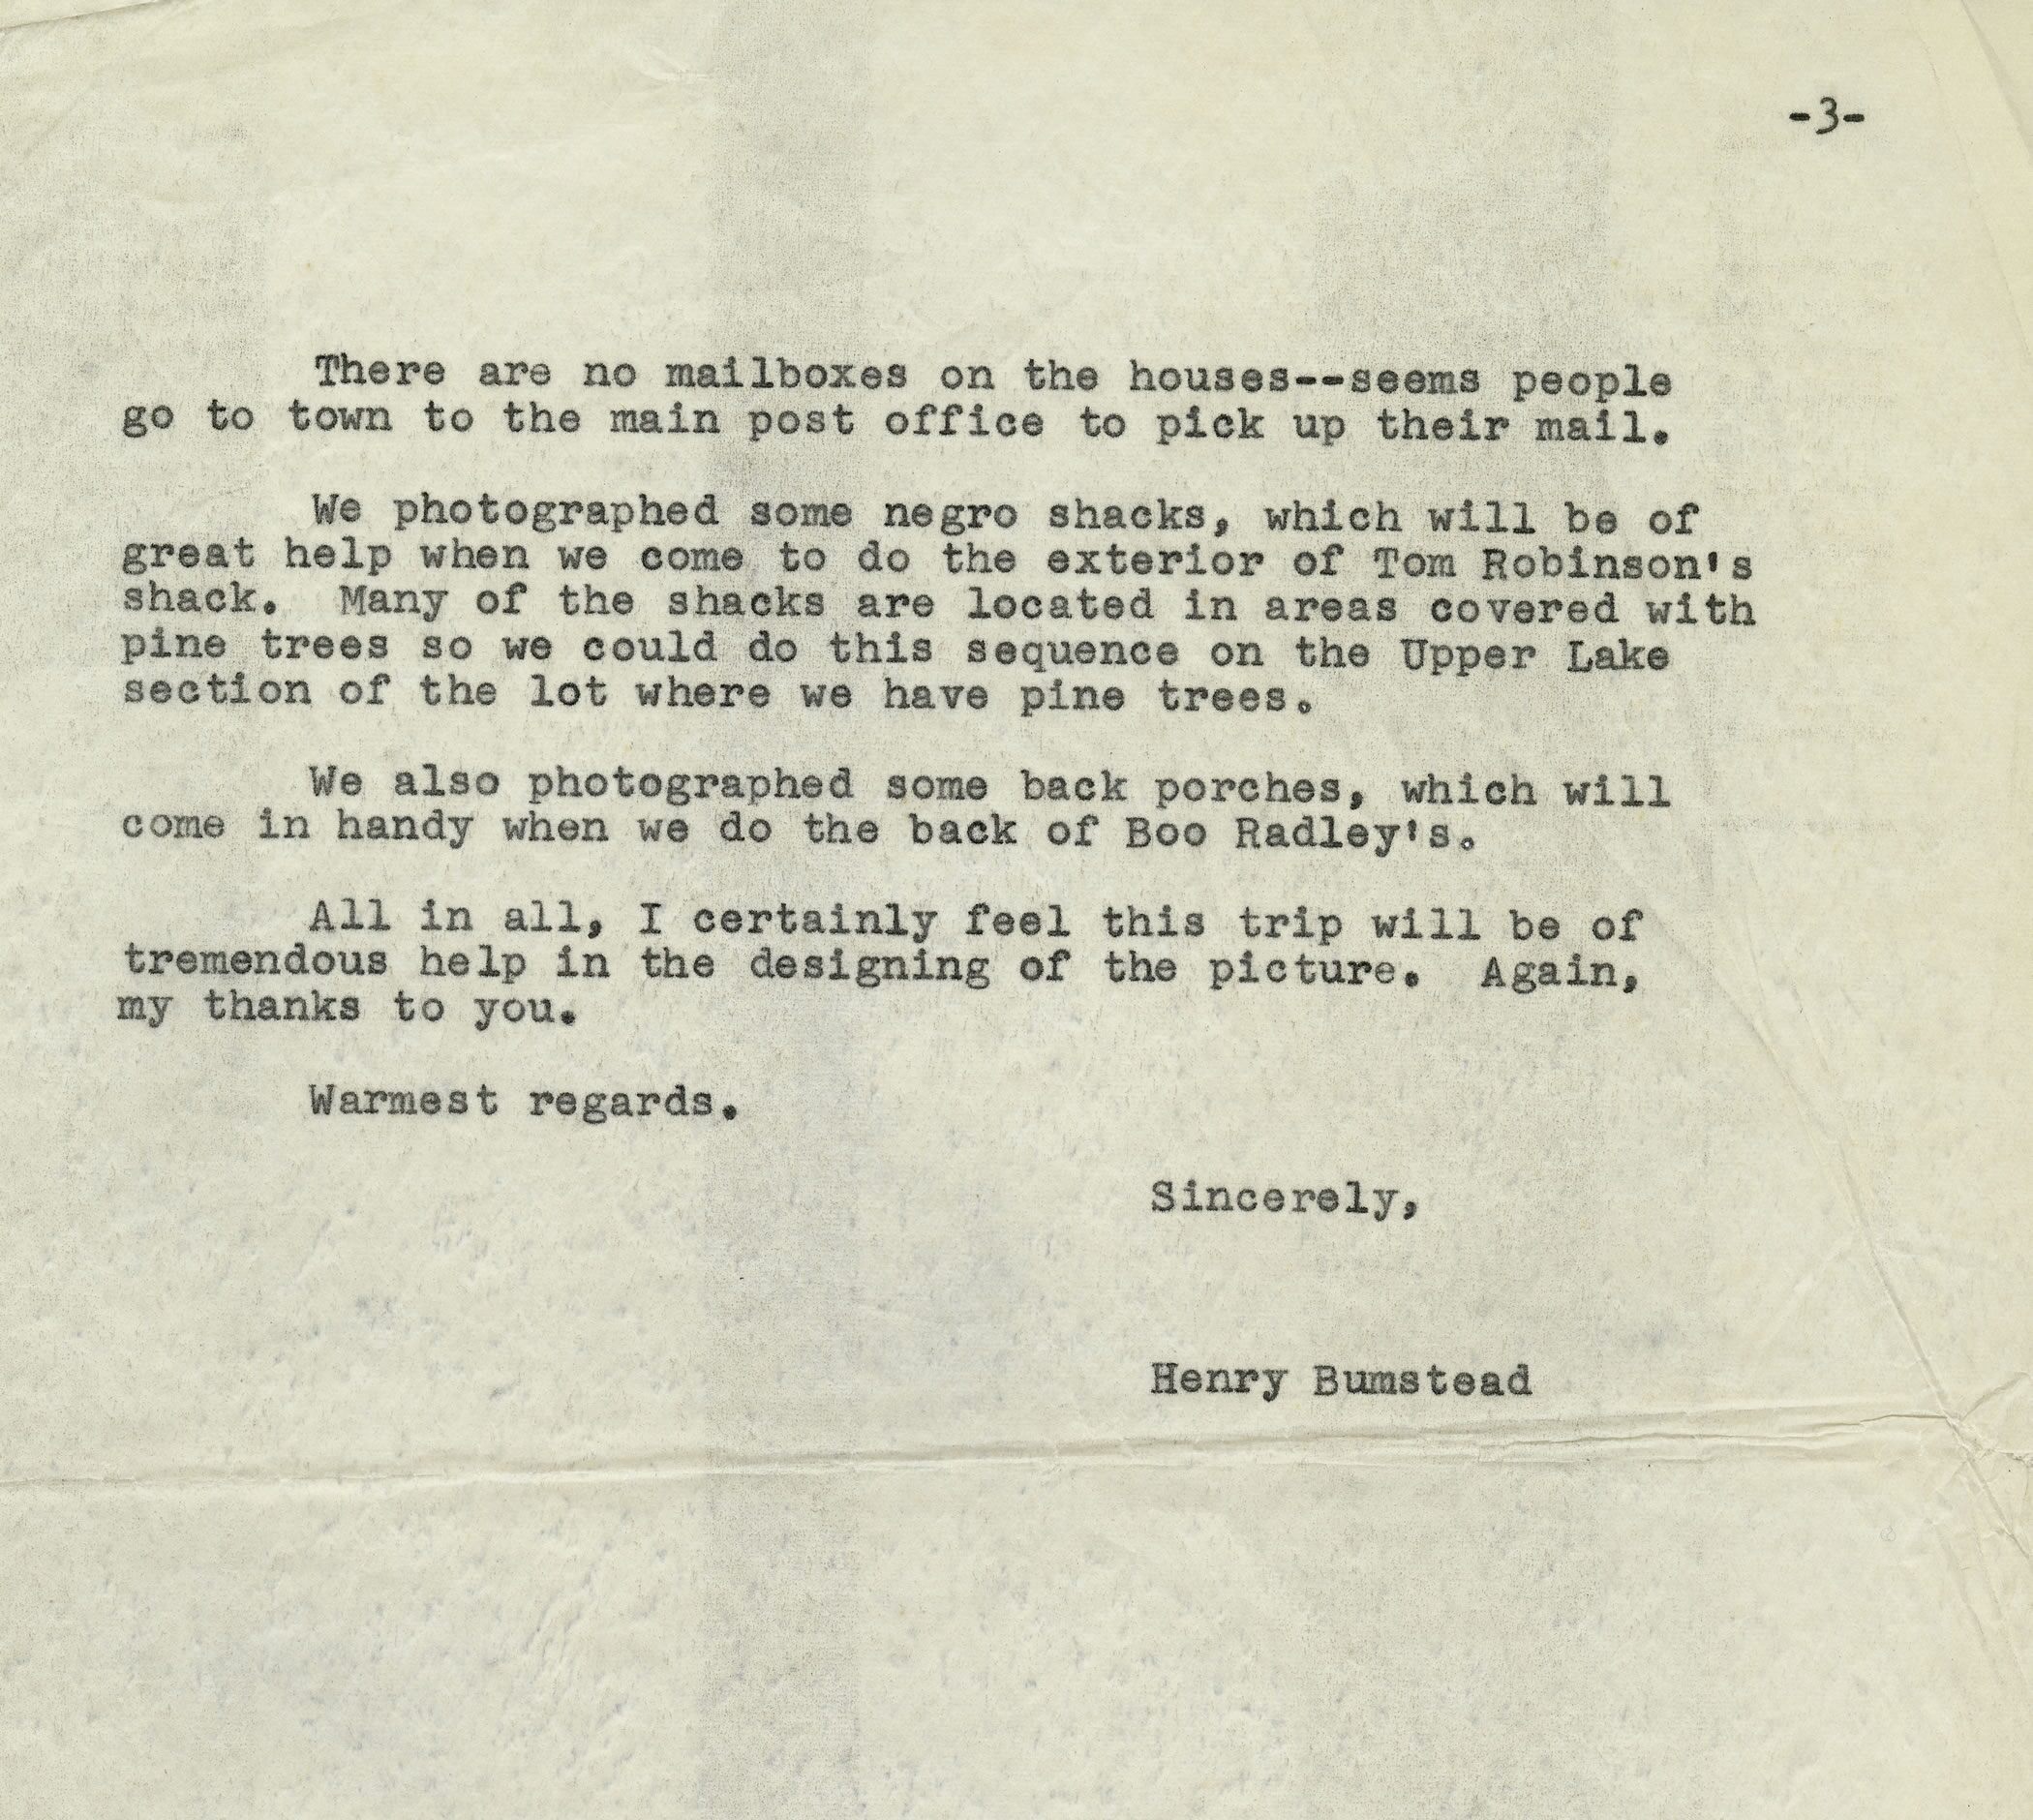 -3-
There are no mailboxes on the houses--seems people
go to town to the main post office to pick up their mail.
We photographed some negro shacks, which will be of
great help when we come to do the exterior of Tom Robinson's
shack. Many of the shacks are located in areas covered with
pine trees so we could do this sequence on the Upper Lake
section of the lot where we have pine trees.
We also photographed some back porches, which will
come in handy when we do the back of Boo Radley's.
All in all, I certainly feel this trip will be of
tremendous help in the designing of the picture. Again,
my thanks to you.
Warmest regards.
Sincerely,
Henry Bumstead